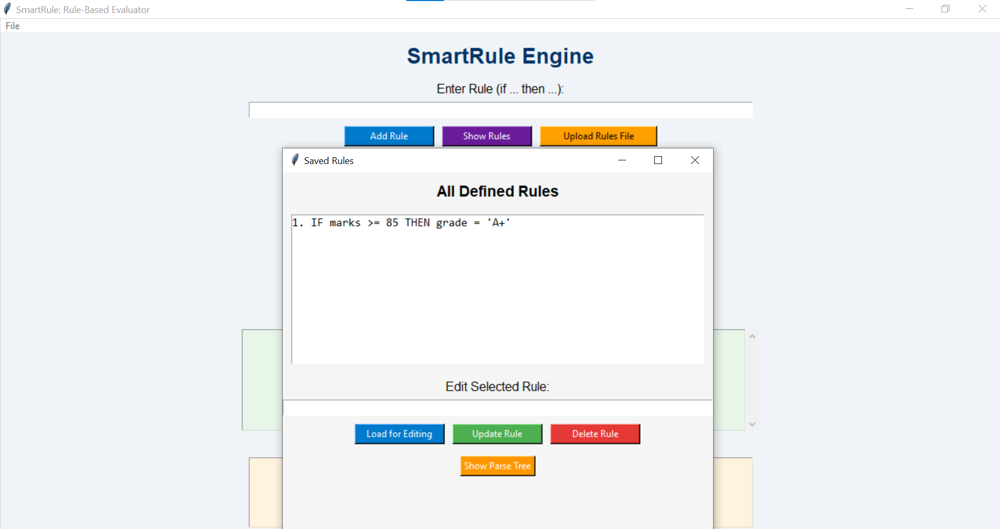 SmartRule: Rule-Based Evaluator
File
SmartRule Engine
Enter Rule (if ... then ...):
Add Rule Show Rules Upload Rules File
Saved Rules
All Defined Rules
1. IF marks >= 85 THEN grade = 'A+'
Edit Selected Rule:
Load for Editing Update Rule Delete Rule
Show Parse Tree